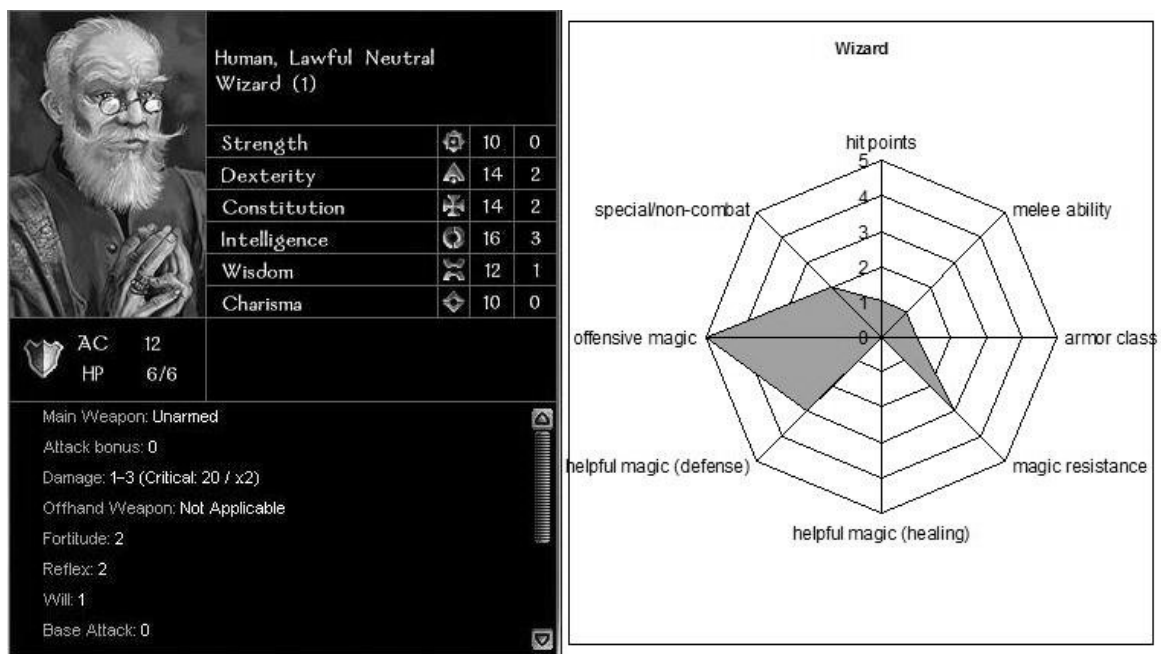 Human, Lawful Neutral
Wizard (1)
Strength 10 0
Dexterity 14 2
Constitution 14 2
Intelligence 16 3
Wisdom 12 1
Charisma 10 0
AC 12
HP 6/6
Main Weapon: Unarmed
Attack bonus: 0
Damage: 1-3 (Critical: 20 / x2)
Offhand Weapon: Not Applicable
Fortitude: 2
Reflex: 2
Will: 1
Base Attack: 0
Wizard
hit points
5
4
3
2
1
0
special/non-combat
melee ability
offensive magic
armor class
helpful magic (defense)
magic resistance
helpful magic (healing)